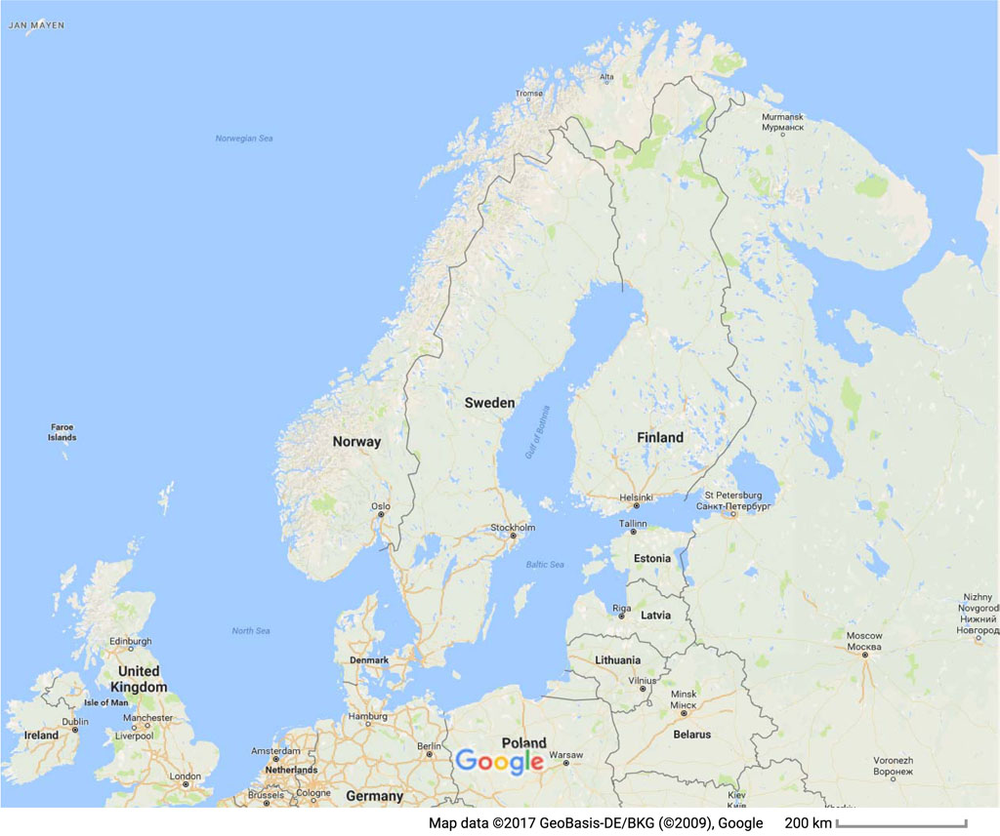 JAN MAYEN
Alta
Tromsø
Murmansk
Мурманск
Norwegian Sea
Sweden
Gulf of Bothnia
Faroe
Islands
Norway
Finland
Oslo
Helsinki
St Petersburg
Санкт-Петербург
Stockholm
Tallinn
Baltic Sea
Estonia
Nizhny
Novgorod
Нижний
Новгород
Riga
Latvia
North Sea
Moscow
Москва
Edinburgh
Denmark
Lithuania
United
Kingdom
Vilnius
Isle of Man
Minsk
Мінск
Hamburg
Dublin
Manchester
Ireland
Liverpool
Belarus
Poland
Amsterdam
Berlin
Google
Warsaw
Netherlands
Voronezh
Воронеж
London
Brussels
Cologne
Germany
Kiev
Київ
Map data ©2017 GeoBasis-DE/BKG (©2009), Google
200 km